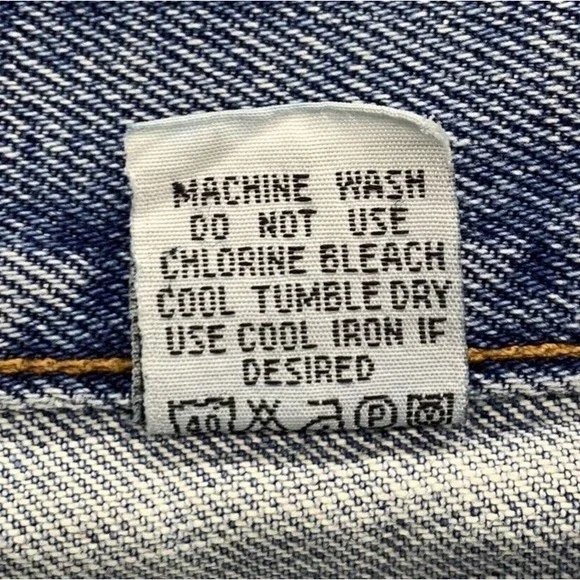 MACHINE WASH
DO NOT USE
CHLORINE BLEACH
COOL TUMBLE DRY
USE COOL IRON IF
DESIRED
40 P